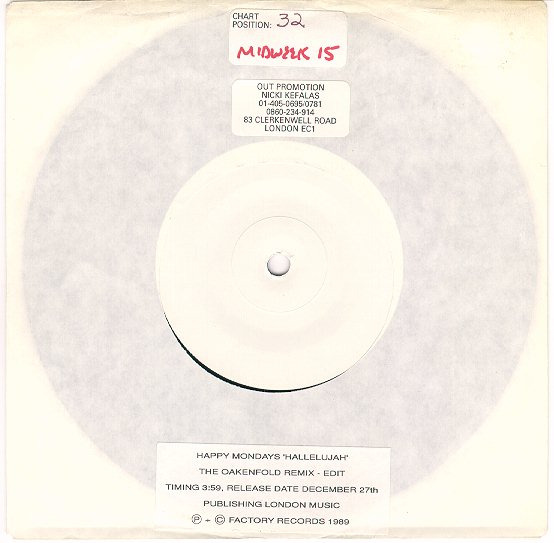 CHART
POSITION: 32
MIDWEEK 15
OUT PROMOTION
NICKI KEFALAS
01-405-0695/0781
0860-234-914
83 CLERKENWELL ROAD
LONDON EC1
HAPPY MONDAYS 'HALLELUJAH'
THE OAKENFOLD REMIX - EDIT
TIMING 3:59, RELEASE DATE DECEMBER 27th
PUBLISHING LONDON MUSIC
Ⓟ + © FACTORY RECORDS 1989